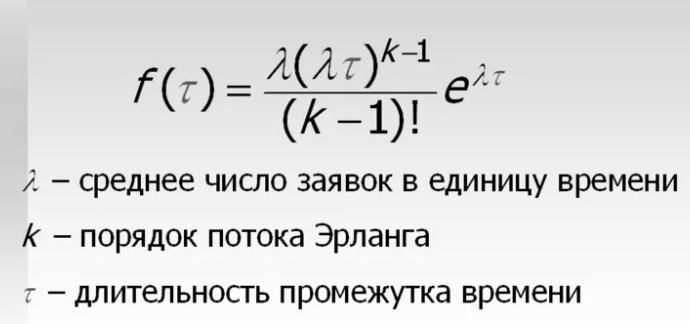 f(τ) = λ(λτ)^{k−1} / (k − 1)! e^{λτ}
λ – среднее число заявок в единицу времени
k – порядок потока Эрланга
τ – длительность промежутка времени